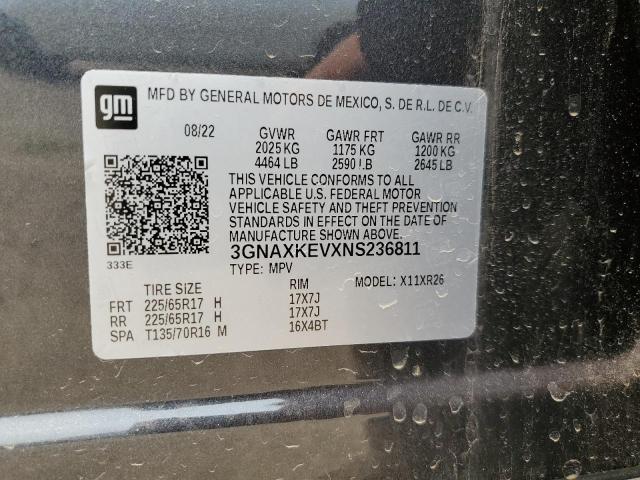 gm
MFD BY GENERAL MOTORS DE MEXICO, S. DE R.L. DE C.V.
08/22 GVWR GAWR FRT GAWR RR
2025 KG 1175 KG 1200 KG
4464 LB 2590 LB 2645 LB
THIS VEHICLE CONFORMS TO ALL
APPLICABLE U.S. FEDERAL MOTOR
VEHICLE SAFETY AND THEFT PREVENTION
STANDARDS IN EFFECT ON THE DATE OF
MANUFACTURE SHOWN ABOVE.
333E
3GNAXKEVXNS236811
TYPE: MPV MODEL: X11XR26
TIRE SIZE RIM
FRT 225/65R17 H 17X7J
RR 225/65R17 H 17X7J
SPA T135/70R16 M 16X4BT